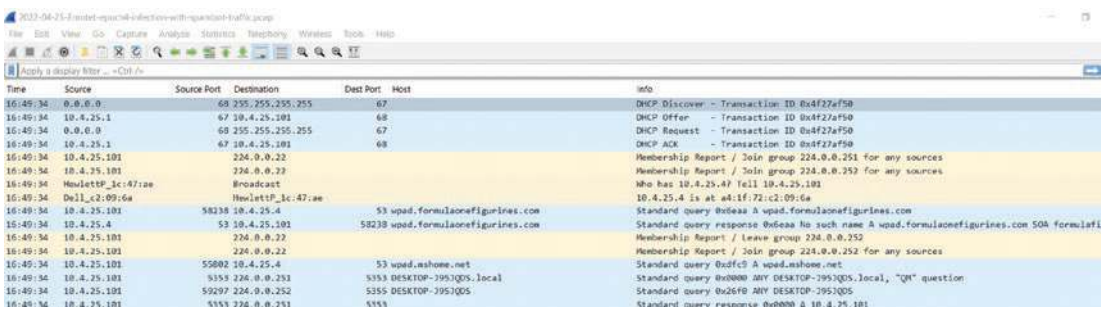 2022-04-25-Emotet-epoch4-infection-with-spambot-traffic.pcap
File Edit View Go Capture Analyze Statistics Telephony Wireless Tools Help
Apply a display filter ... <Ctrl-/>
Time Source Source Port Destination Dest Port Host Info
16:49:34 0.0.0.0 68 255.255.255.255 67 DHCP Discover - Transaction ID 0x4f27af50
16:49:34 10.4.25.1 67 10.4.25.101 68 DHCP Offer - Transaction ID 0x4f27af50
16:49:34 0.0.0.0 68 255.255.255.255 67 DHCP Request - Transaction ID 0x4f27af50
16:49:34 10.4.25.1 67 10.4.25.101 68 DHCP ACK - Transaction ID 0x4f27af50
16:49:34 10.4.25.101 224.0.0.22 Membership Report / Join group 224.0.0.251 for any sources
16:49:34 10.4.25.101 224.0.0.22 Membership Report / Join group 224.0.0.252 for any sources
16:49:34 HewlettP_1c:47:ae Broadcast Who has 10.4.25.4? Tell 10.4.25.101
16:49:34 Dell_c2:09:6a HewlettP_1c:47:ae 10.4.25.4 is at a4:1f:72:c2:09:6a
16:49:34 10.4.25.101 58238 10.4.25.4 53 wpad.formulaonefigurines.com Standard query 0x6eaa A wpad.formulaonefigurines.com
16:49:34 10.4.25.4 53 10.4.25.101 58238 wpad.formulaonefigurines.com Standard query response 0x6eaa No such name A wpad.formulaonefigurines.com SOA formulafi
16:49:34 10.4.25.101 224.0.0.22 Membership Report / Leave group 224.0.0.252
16:49:34 10.4.25.101 224.0.0.22 Membership Report / Join group 224.0.0.252 for any sources
16:49:34 10.4.25.101 55802 10.4.25.4 53 wpad.mshome.net Standard query 0xdfc9 A wpad.mshome.net
16:49:34 10.4.25.101 5353 224.0.0.251 5353 DESKTOP-J95JQDS.local Standard query 0x0000 ANY DESKTOP-J95JQDS.local, "QM" question
16:49:34 10.4.25.101 59297 224.0.0.252 5355 DESKTOP-J95JQDS Standard query 0x26f0 ANY DESKTOP-J95JQDS
16:49:34 10.4.25.101 5353 224.0.0.251 5353 Standard query response 0x0000 A 10.4.25.101